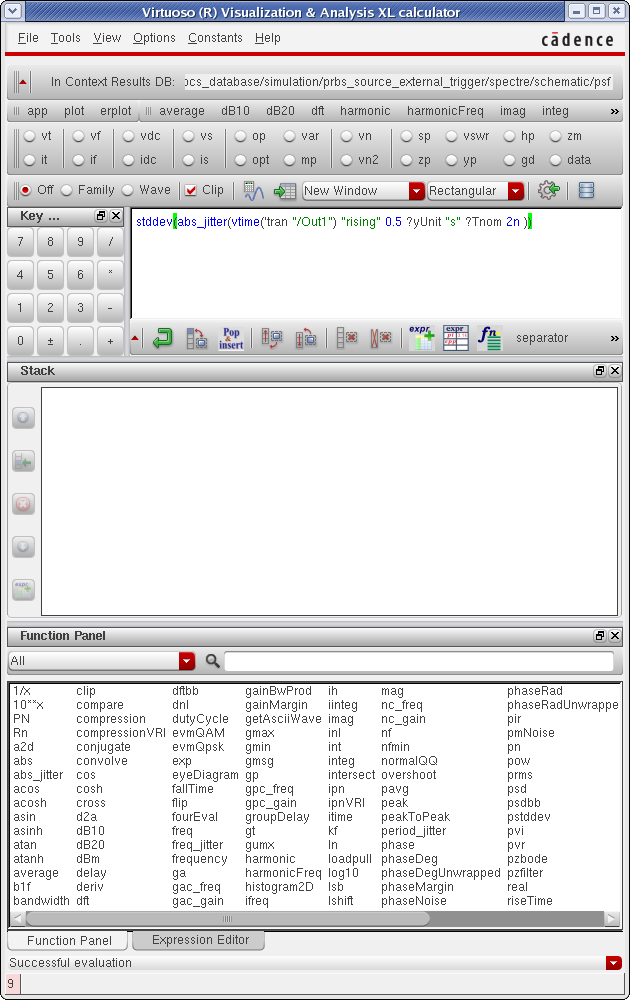 Virtuoso (R) Visualization & Analysis XL calculator
File Tools View Options Constants Help
cādence
In Context Results DB: ocs_database/simulation/prbs_source_external_trigger/spectre/schematic/psf
app plot erplot average dB10 dB20 dft harmonic harmonicFreq imag integ »
vt vf vdc vs op var vn sp vswr hp zm
it if idc is opt mp vn2 zp yp gd data
Off Family Wave Clip New Window Rectangular
Key ...
7 8 9 /
4 5 6 *
1 2 3 -
0 ± . +
stddev(abs_jitter(vtime('tran "/Out1") "rising" 0.5 ?yUnit "s" ?Tnom 2n ))
Pop & insert expr expr fn separator »
Stack
expr
Function Panel
All
1/x clip dftbb gainBwProd ih mag phaseRad
10**x compare dnl gainMargin iinteg nc_freq phaseRadUnwrappe
PN compression dutyCycle getAsciiWave imag nc_gain pir
Rn compressionVRI evmQAM gmax inl nf pmNoise
a2d conjugate evmQpsk gmin int nfmin pn
abs convolve exp gmsg integ normalQQ pow
abs_jitter cos eyeDiagram gp intersect overshoot prms
acos cosh fallTime gpc_freq ipn pavg psd
acosh cross flip gpc_gain ipnVRI peak psdbb
asin d2a fourEval groupDelay itime peakToPeak pstddev
asinh dB10 freq gt kf period_jitter pvi
atan dB20 freq_jitter gumx ln phase pvr
atanh dBm frequency harmonic loadpull phaseDeg pzbode
average delay ga harmonicFreq log10 phaseDegUnwrapped pzfilter
b1f deriv gac_freq histogram2D lsb phaseMargin real
bandwidth dft gac_gain ifreq lshift phaseNoise riseTime
Function Panel Expression Editor
Successful evaluation
9